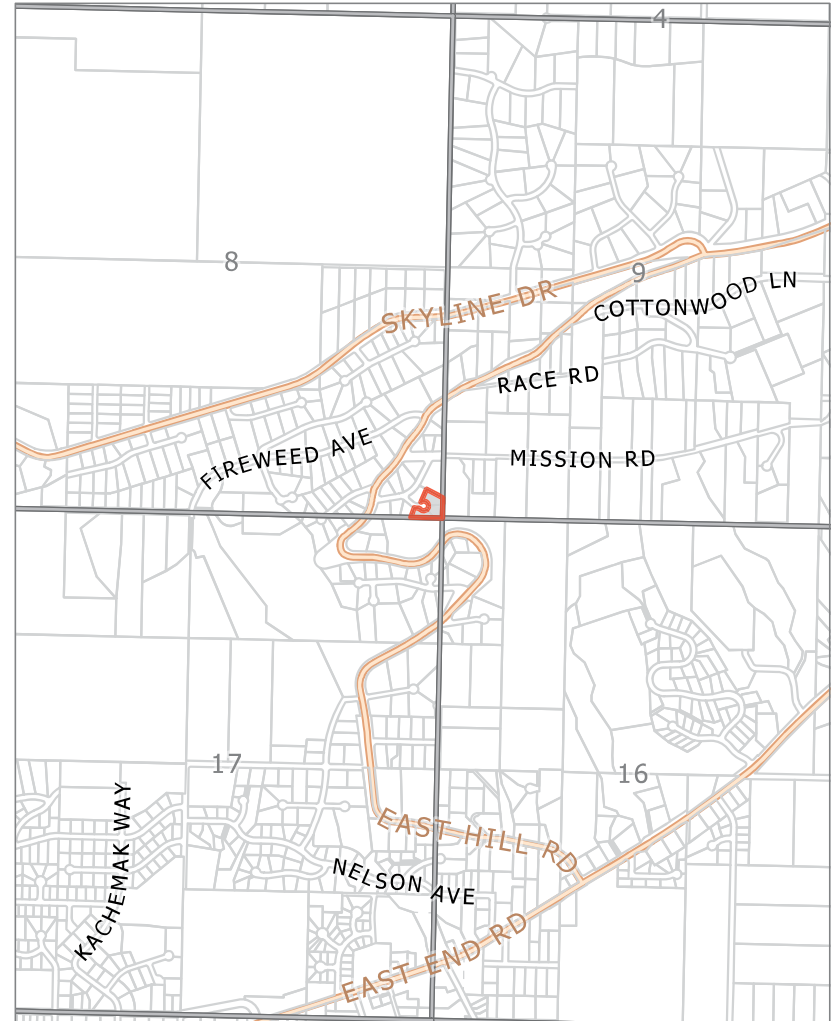 4
8
9
SKYLINE DR
COTTONWOOD LN
RACE RD
FIREWEED AVE
MISSION RD
17
16
KACHEMAK WAY
EAST HILL RD
NELSON AVE
EAST END RD